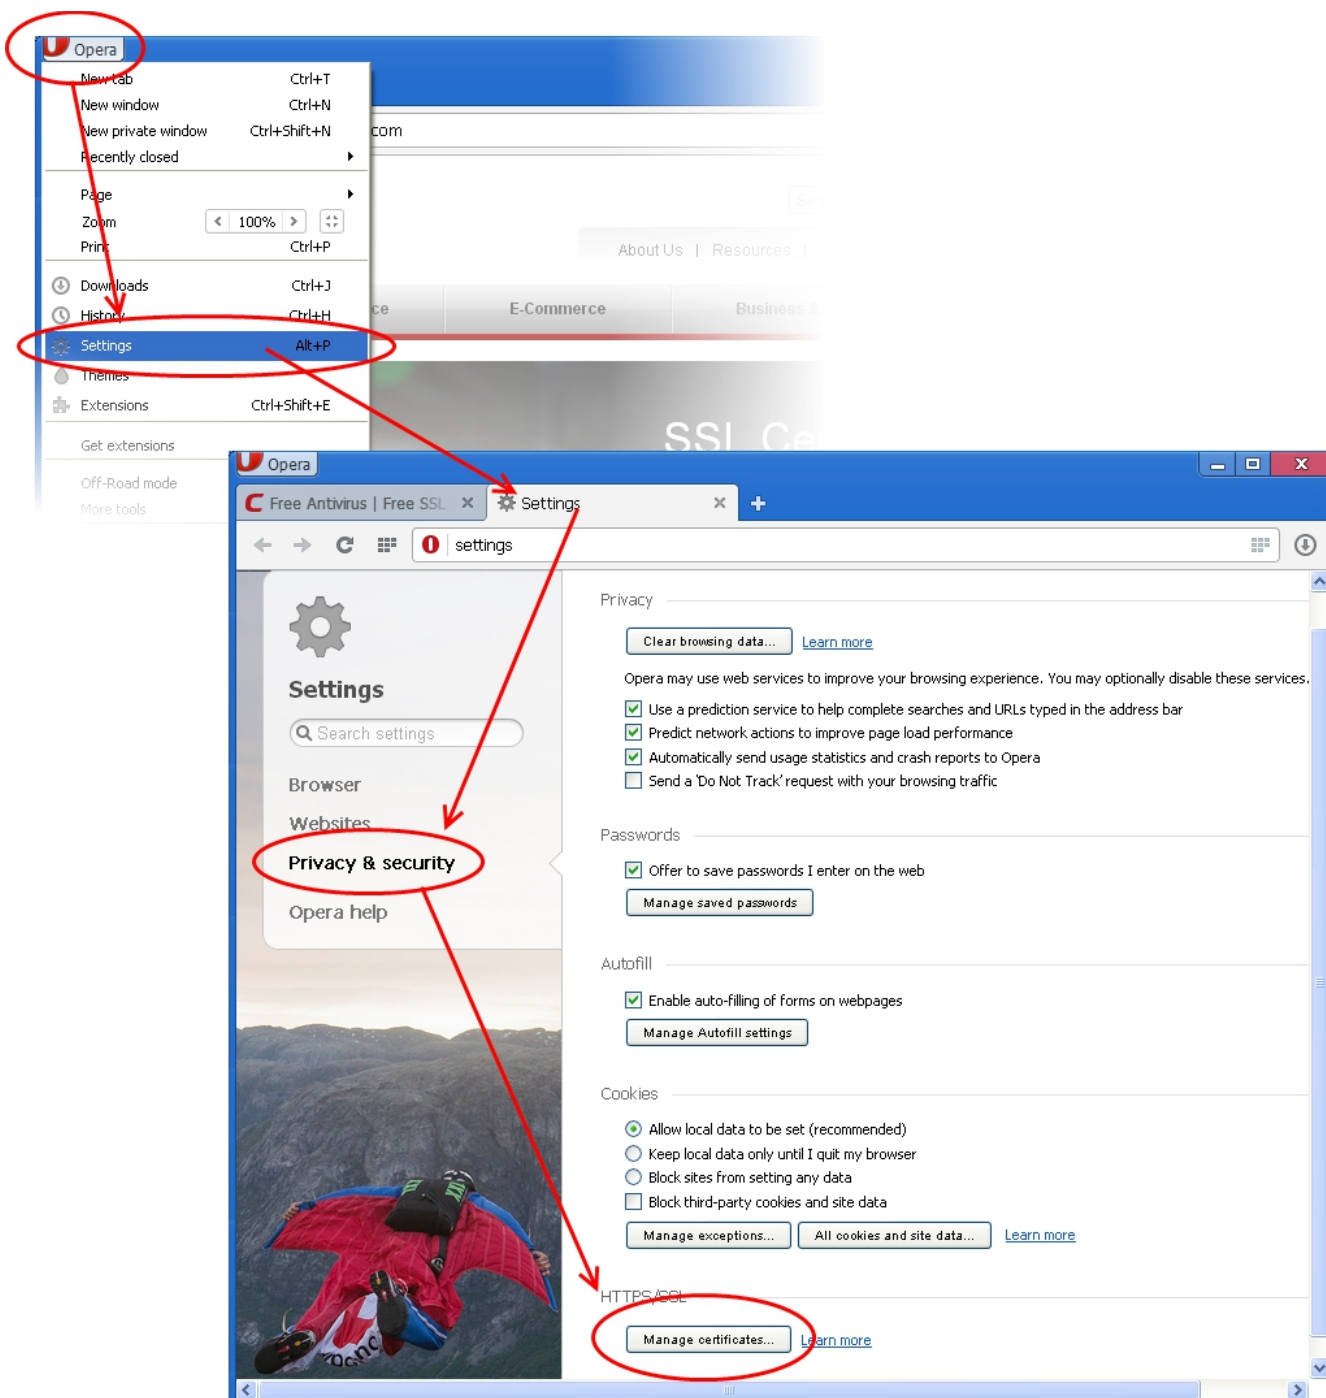 Opera
New tab Ctrl+T
New window Ctrl+N
New private window Ctrl+Shift+N
Recently closed
Page
Zoom 100%
Print Ctrl+P
Downloads Ctrl+J
History Ctrl+H
Settings Alt+P
Themes
Extensions Ctrl+Shift+E
Get extensions
Off-Road mode
More tools
com
About Us | Resources |
ce E-Commerce Business &
SSL Ce
Opera
Free Antivirus | Free SSL Settings
settings
Settings
Search settings
Browser
Websites
Privacy & security
Opera help
Privacy
Clear browsing data... Learn more
Opera may use web services to improve your browsing experience. You may optionally disable these services.
Use a prediction service to help complete searches and URLs typed in the address bar
Predict network actions to improve page load performance
Automatically send usage statistics and crash reports to Opera
Send a 'Do Not Track' request with your browsing traffic
Passwords
Offer to save passwords I enter on the web
Manage saved passwords
Autofill
Enable auto-filling of forms on webpages
Manage Autofill settings
Cookies
Allow local data to be set (recommended)
Keep local data only until I quit my browser
Block sites from setting any data
Block third-party cookies and site data
Manage exceptions... All cookies and site data... Learn more
HTTPS/SSL
Manage certificates... Learn more